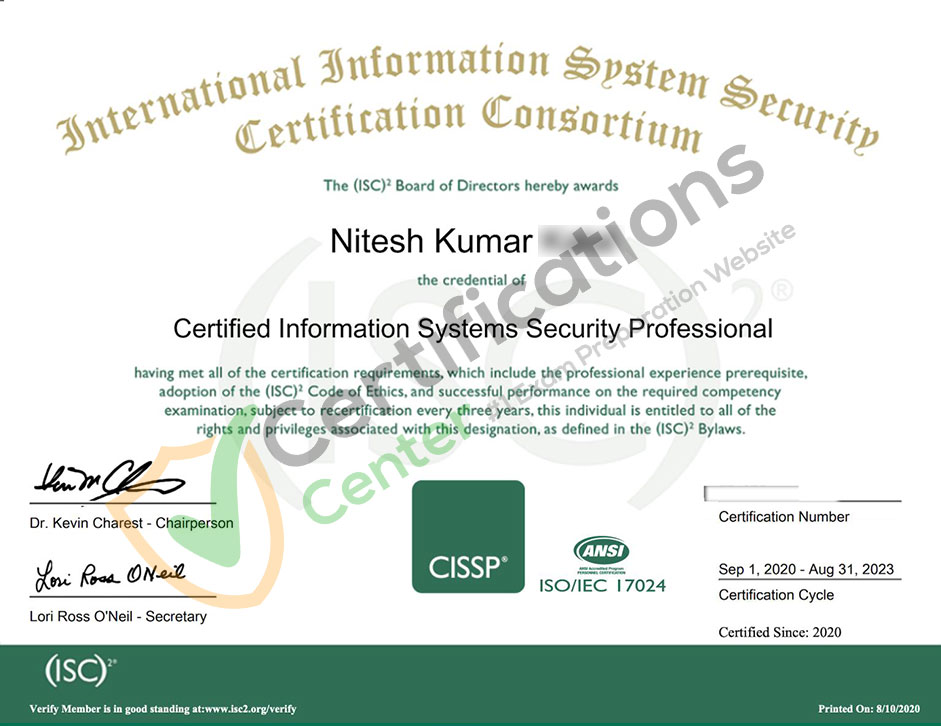 International Information System Security
Certification Consortium
The (ISC)² Board of Directors hereby awards
Nitesh Kumar
the credential of
Certified Information Systems Security Professional
having met all of the certification requirements, which include the professional experience prerequisite,
adoption of the (ISC)² Code of Ethics, and successful performance on the required competency
examination, subject to recertification every three years, this individual is entitled to all of the
rights and privileges associated with this designation, as defined in the (ISC)² Bylaws.
(ISC)²®
Certifications
Center #1 Exam Preparation Website
Dr. Kevin Charest - Chairperson
Lori Ross O'Neil
Lori Ross O'Neil - Secretary
CISSP®
ANSI
ANSI Accredited Program
PERSONNEL CERTIFICATION
ISO/IEC 17024
Certification Number
Sep 1, 2020 - Aug 31, 2023
Certification Cycle
Certified Since: 2020
(ISC)²®
Verify Member is in good standing at:www.isc2.org/verify
Printed On: 8/10/2020